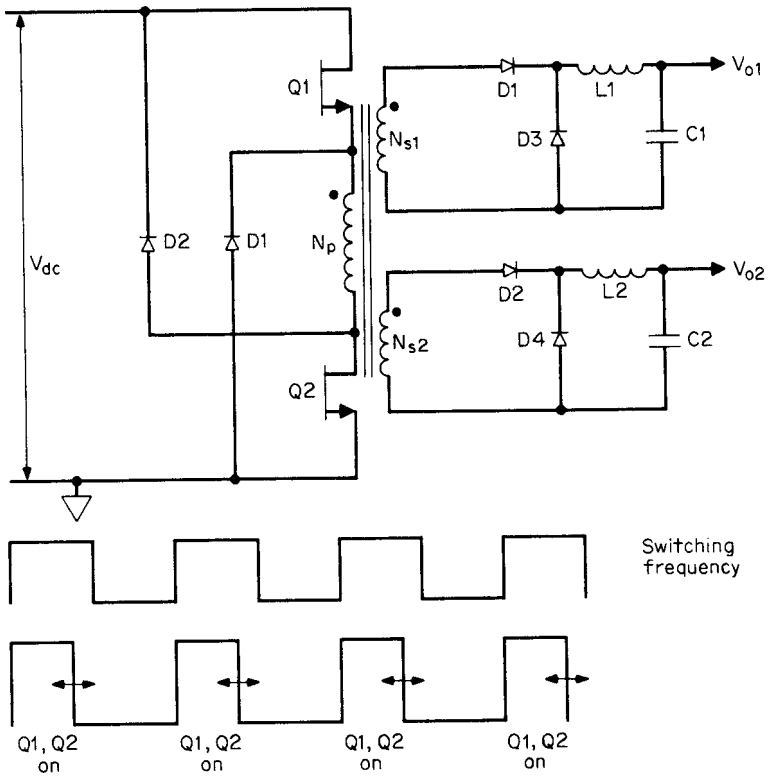 Q1
D1
L1
Vo1
Ns1
D3
C1
D2
D1
Np
Vdc
D2
L2
Vo2
Ns2
D4
C2
Q2
Switching
frequency
Q1, Q2
on
Q1, Q2
on
Q1, Q2
on
Q1, Q2
on